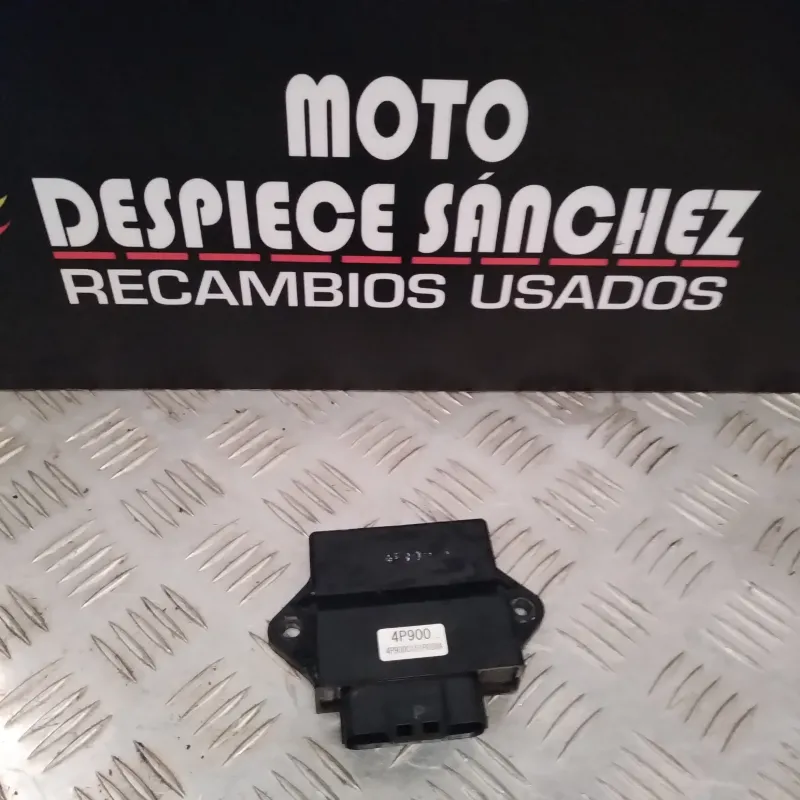 MOTO
DESPIECE SÁNCHEZ
RECAMBIOS USADOS
4P900